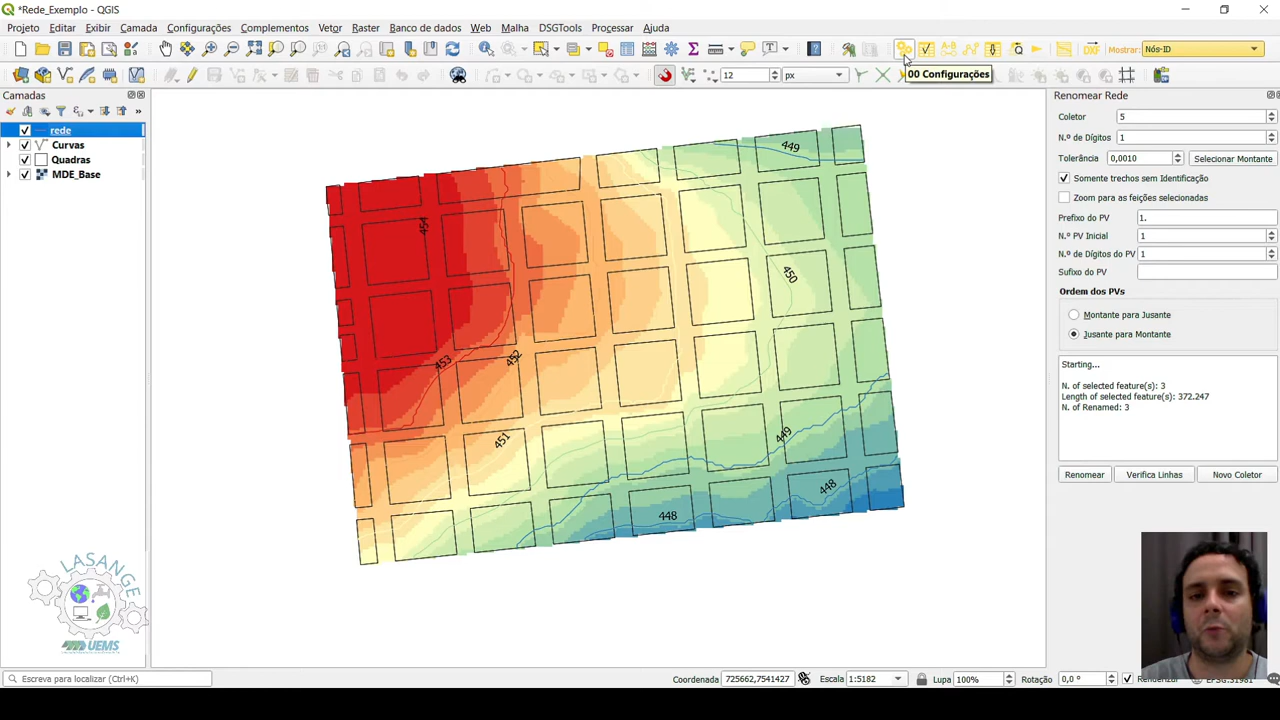 *Rede_Exemplo - QGIS
Projeto Editar Exibir Camada Configurações Complementos Vetor Raster Banco de dados Web Malha DSGTools Processar Ajuda
Mostrar: Nós-ID
12 px
00 Configurações
Camadas
rede
Curvas
Quadras
MDE_Base
449
454
450
453
452
451
449
448
448
Renomear Rede
Coletor 5
N.º de Dígitos 1
Tolerância 0,0010 Selecionar Montante
Somente trechos sem Identificação
Zoom para as feições selecionadas
Prefixo do PV 1.
N.º PV Inicial 1
N.º de Dígitos do PV 1
Sufixo do PV
Ordem dos PVs
Montante para Jusante
Jusante para Montante
Starting...
N. of selected feature(s): 3
Length of selected feature(s): 372.247
N. of Renamed: 3
Renomear Verifica Linhas Novo Coletor
LASANGE
UEMS
Escreva para localizar (Ctrl+K)
Coordenada 725662,7541427 Escala 1:5182 Lupa 100% Rotação 0,0 ° Renderizar EPSG:31981